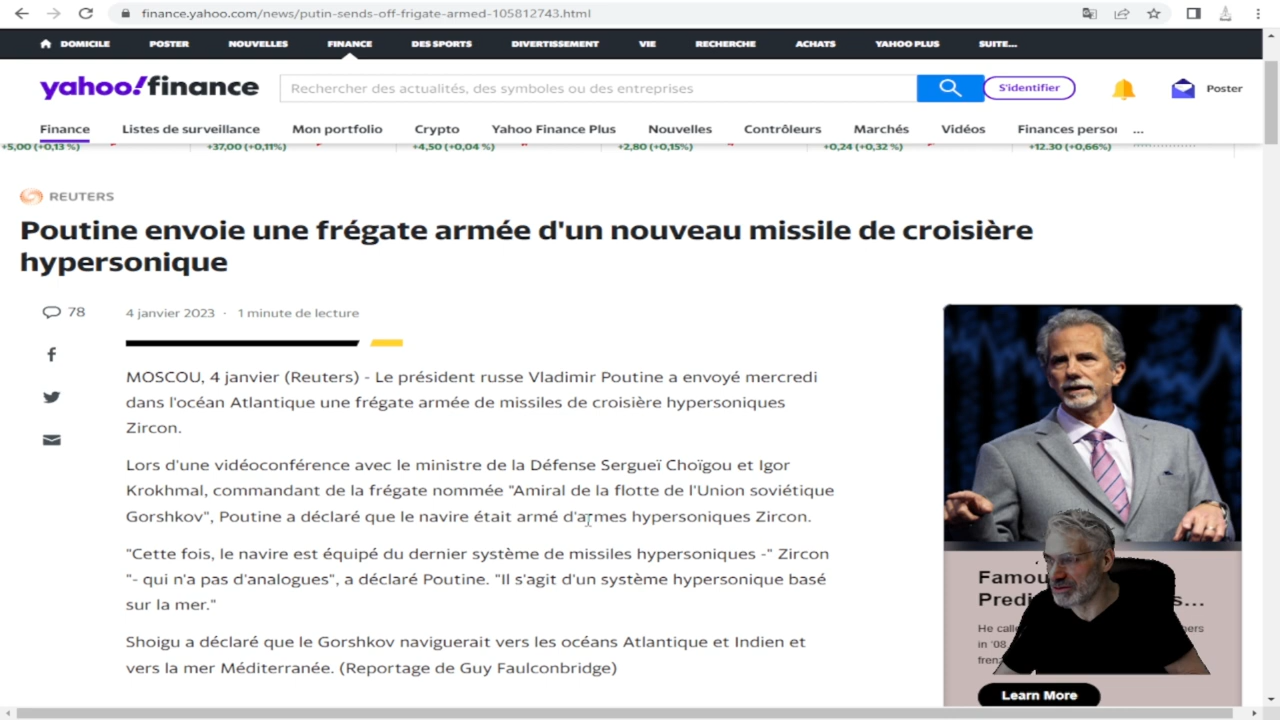 finance.yahoo.com/news/putin-sends-off-frigate-armed-105812743.html
DOMICILE POSTER NOUVELLES FINANCE DES SPORTS DIVERTISSEMENT VIE RECHERCHE ACHATS YAHOO PLUS SUITE...
yahoo!finance Rechercher des actualités, des symboles ou des entreprises S'identifier Poster
Finance Listes de surveillance Mon portfolio Crypto Yahoo Finance Plus Nouvelles Contrôleurs Marchés Vidéos Finances person ...
+5,00 (+0,13 %) +37,00 (+0,11%) +4,50 (+0,04 %) +2,80 (+0,15%) +0,24 (+0,32 %) +12.30 (+0,66%)
REUTERS
Poutine envoie une frégate armée d'un nouveau missile de croisière
hypersonique
78
4 janvier 2023 · 1 minute de lecture
MOSCOU, 4 janvier (Reuters) - Le président russe Vladimir Poutine a envoyé mercredi
dans l'océan Atlantique une frégate armée de missiles de croisière hypersoniques
Zircon.
Lors d'une vidéoconférence avec le ministre de la Défense Sergueï Choïgou et Igor
Krokhmal, commandant de la frégate nommée "Amiral de la flotte de l'Union soviétique
Gorshkov", Poutine a déclaré que le navire était armé d'armes hypersoniques Zircon.
"Cette fois, le navire est équipé du dernier système de missiles hypersoniques -" Zircon
"- qui n'a pas d'analogues", a déclaré Poutine. "Il s'agit d'un système hypersonique basé
sur la mer."
Shoigu a déclaré que le Gorshkov naviguerait vers les océans Atlantique et Indien et
vers la mer Méditerranée. (Reportage de Guy Faulconbridge)
He
in '08
Learn More